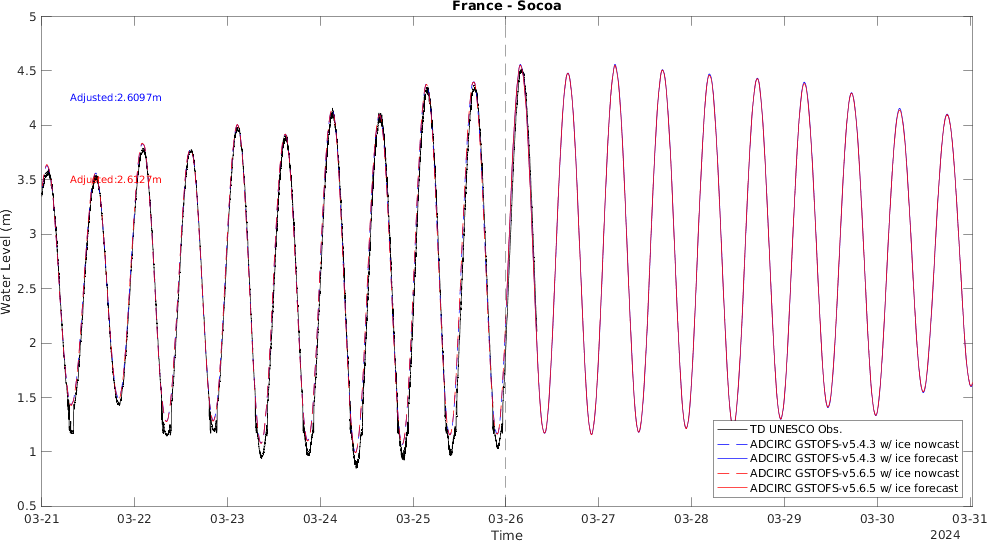 France - Socoa
5
4.5
4
3.5
3
2.5
2
1.5
1
0.5
Water Level (m)
Adjusted:2.6097m
Adjusted:2.6127m
TD UNESCO Obs.
ADCIRC GSTOFS-v5.4.3 w/ ice nowcast
ADCIRC GSTOFS-v5.4.3 w/ ice forecast
ADCIRC GSTOFS-v5.6.5 w/ ice nowcast
ADCIRC GSTOFS-v5.6.5 w/ ice forecast
03-21 03-22 03-23 03-24 03-25 03-26 03-27 03-28 03-29 03-30 03-31
Time
2024